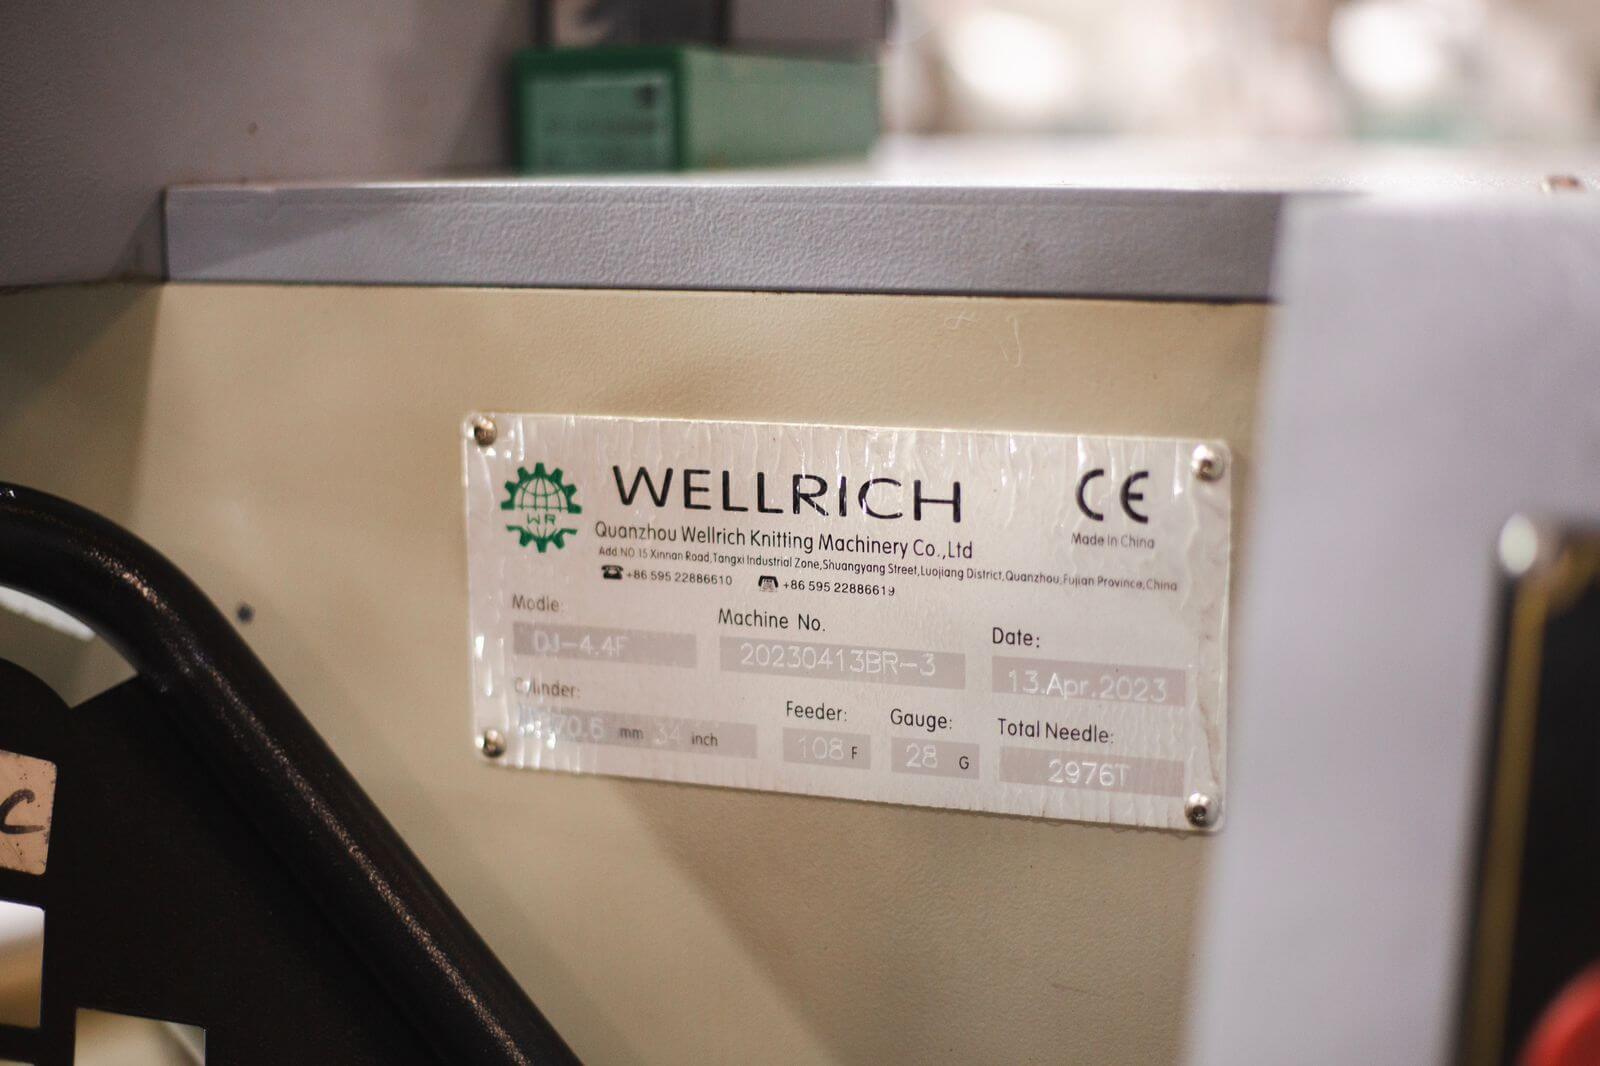 WR
WELLRICH
CE
Made In China
Quanzhou Wellrich Knitting Machinery Co.,Ltd
Add NO 15 Xinnan Road,Tangxi Industrial Zone,Shuangyang Street,Luojiang District,Quanzhou,Fujian Province,China
+86 595 22886610 +86 595 22886619
Modle: Machine No. Date:
DJ-4.4F 20230413BR-3 13.Apr.2023
Cylinder: Feeder: Gauge: Total Needle:
mm 34 inch 108 F 28 G 2976T
C